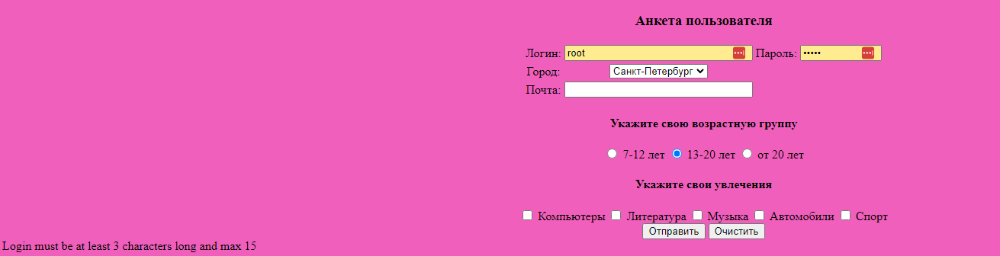 Анкета пользователя
Логин: root Пароль: •••••
Город: Санкт-Петербург
Почта:
Укажите свою возрастную группу
7-12 лет 13-20 лет от 20 лет
Укажите свои увлечения
Компьютеры Литература Музыка Автомобили Спорт
Отправить Очистить
Login must be at least 3 characters long and max 15